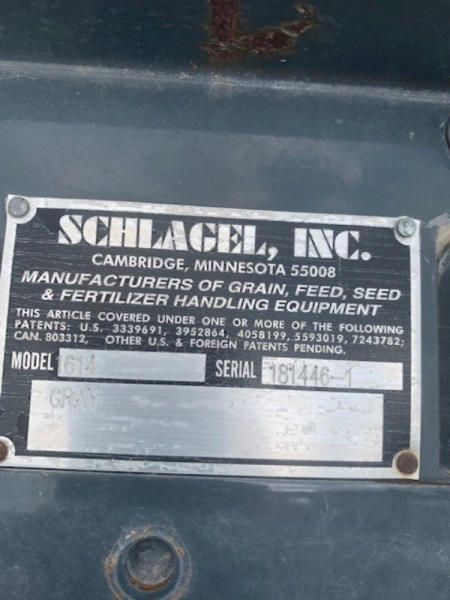 SCHLAGEL, INC.
CAMBRIDGE, MINNESOTA 55008
MANUFACTURERS OF GRAIN, FEED, SEED
& FERTILIZER HANDLING EQUIPMENT
THIS ARTICLE COVERED UNDER ONE OR MORE OF THE FOLLOWING
PATENTS: U.S. 3339691, 3952864, 4058199, 5593019, 7243782;
CAN. 803312, OTHER U.S. & FOREIGN PATENTS PENDING.
MODEL 1614 SERIAL 181446-1
GRAY